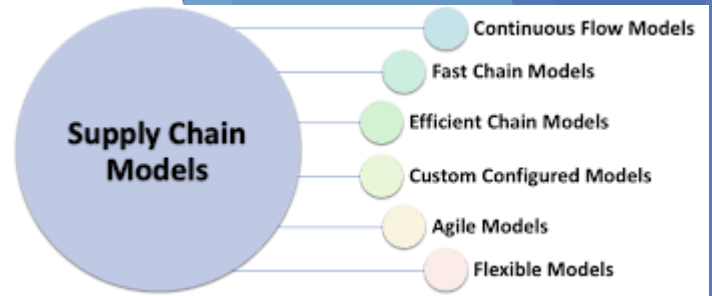 Supply Chain
Models
Continuous Flow Models
Fast Chain Models
Efficient Chain Models
Custom Configured Models
Agile Models
Flexible Models